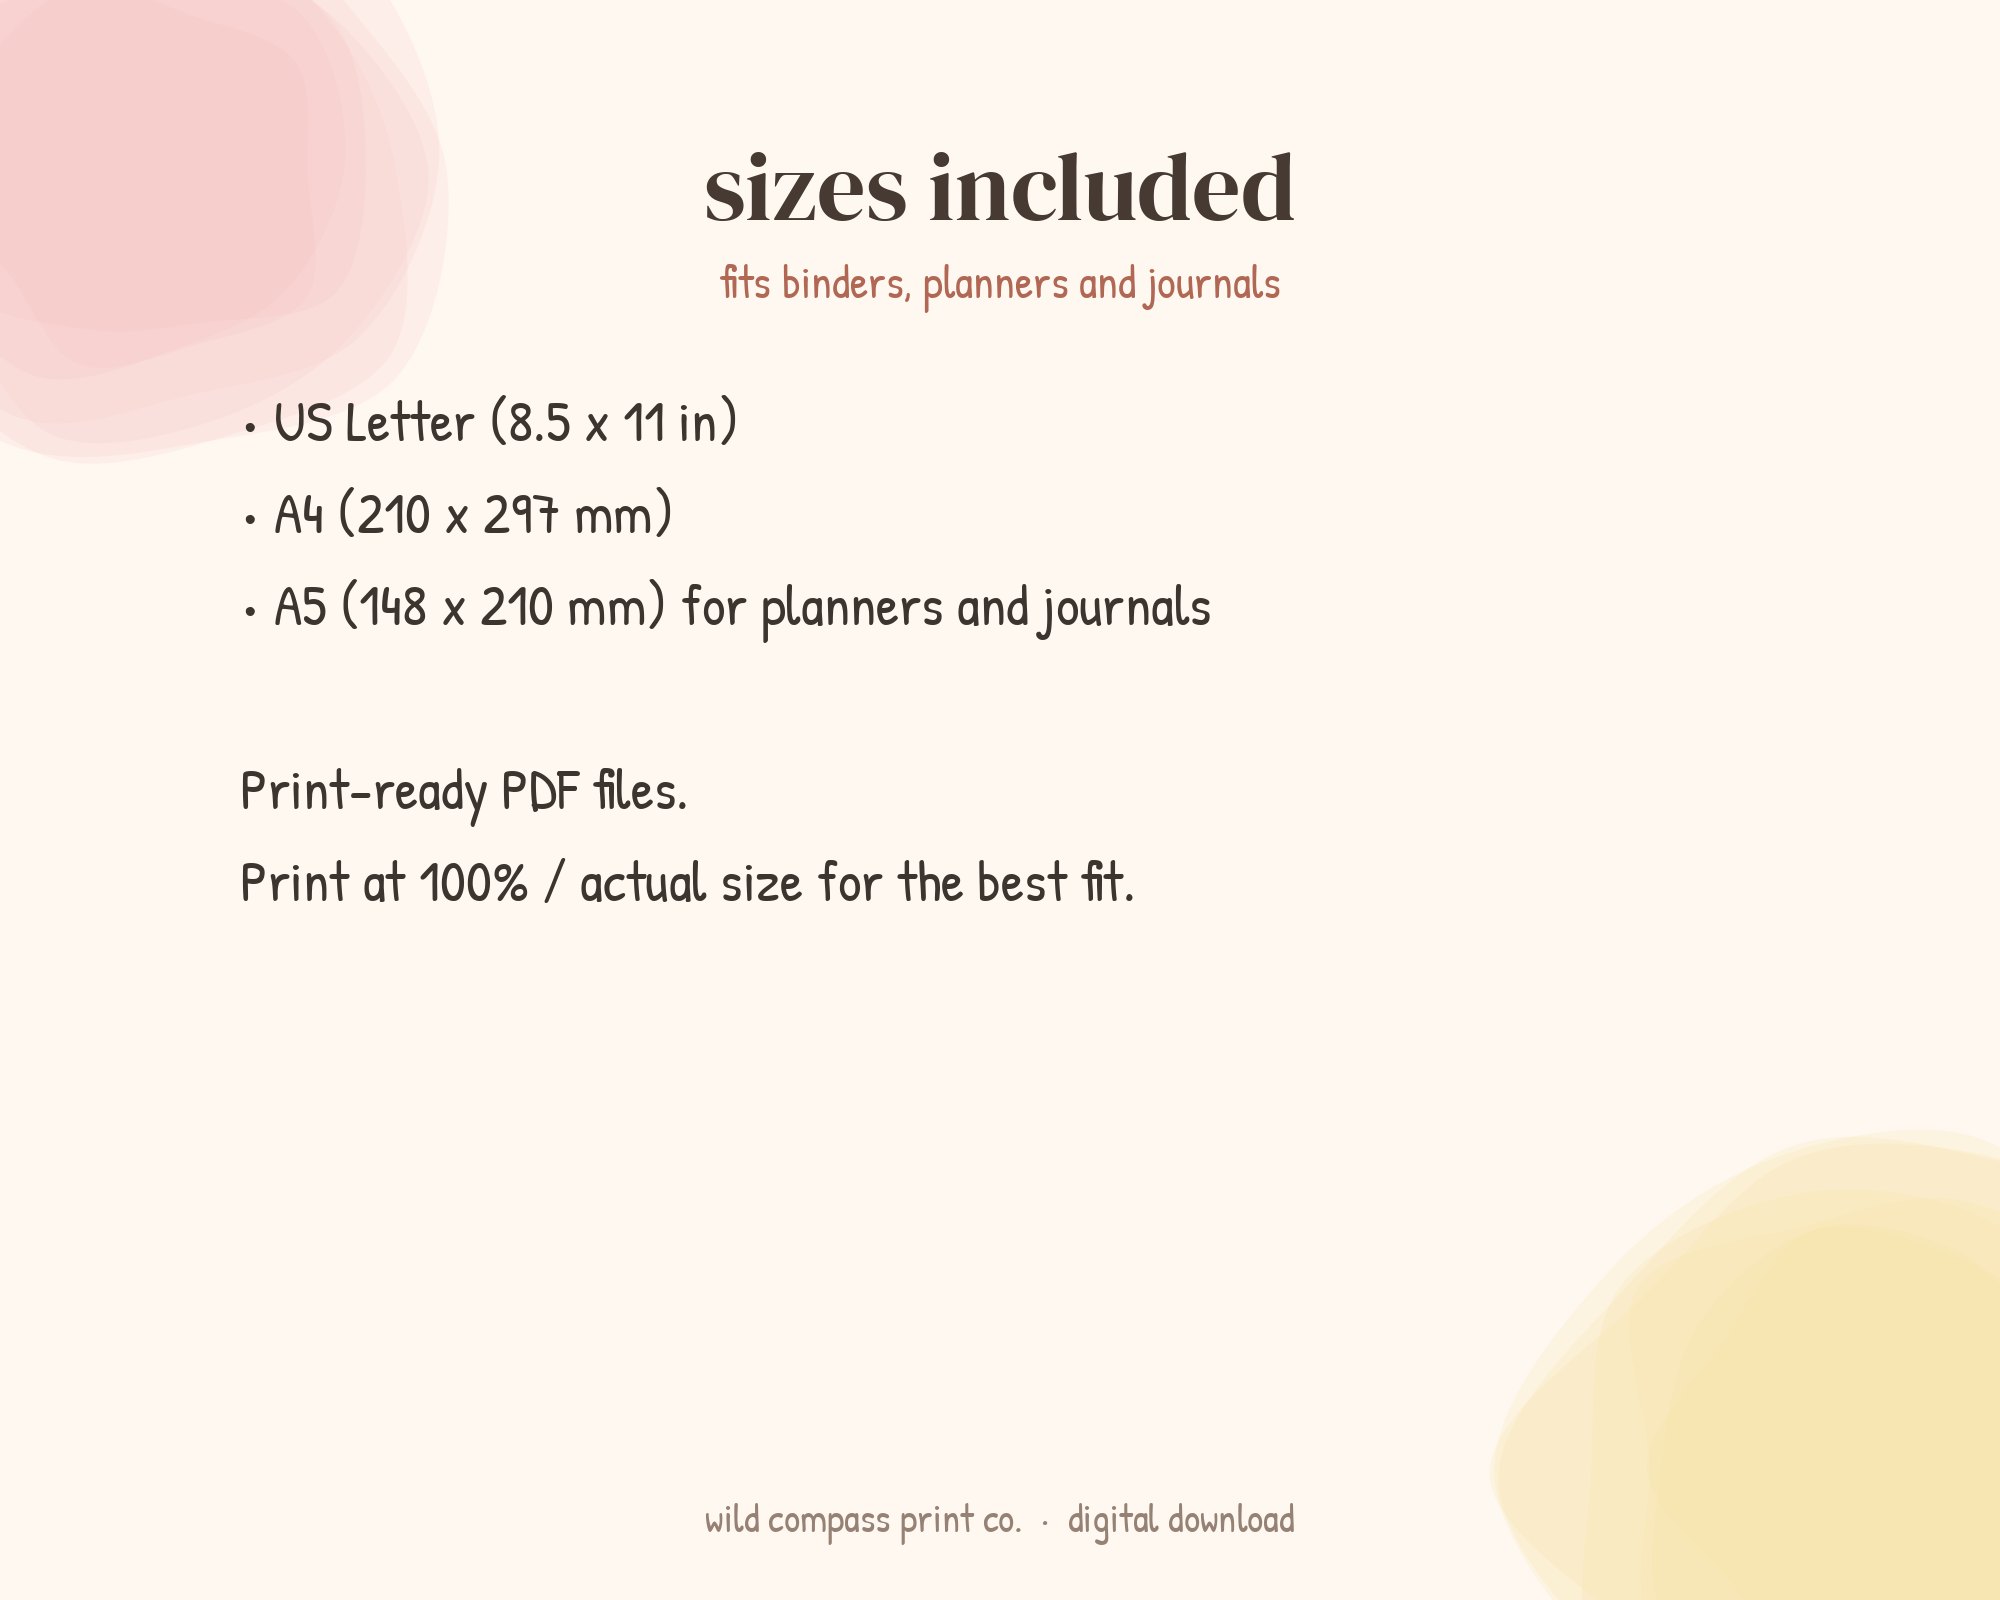 sizes included
fits binders, planners and journals
• US Letter (8.5 x 11 in)
• A4 (210 x 297 mm)
• A5 (148 x 210 mm) for planners and journals
Print-ready PDF files.
Print at 100% / actual size for the best fit.
wild compass print co. · digital download